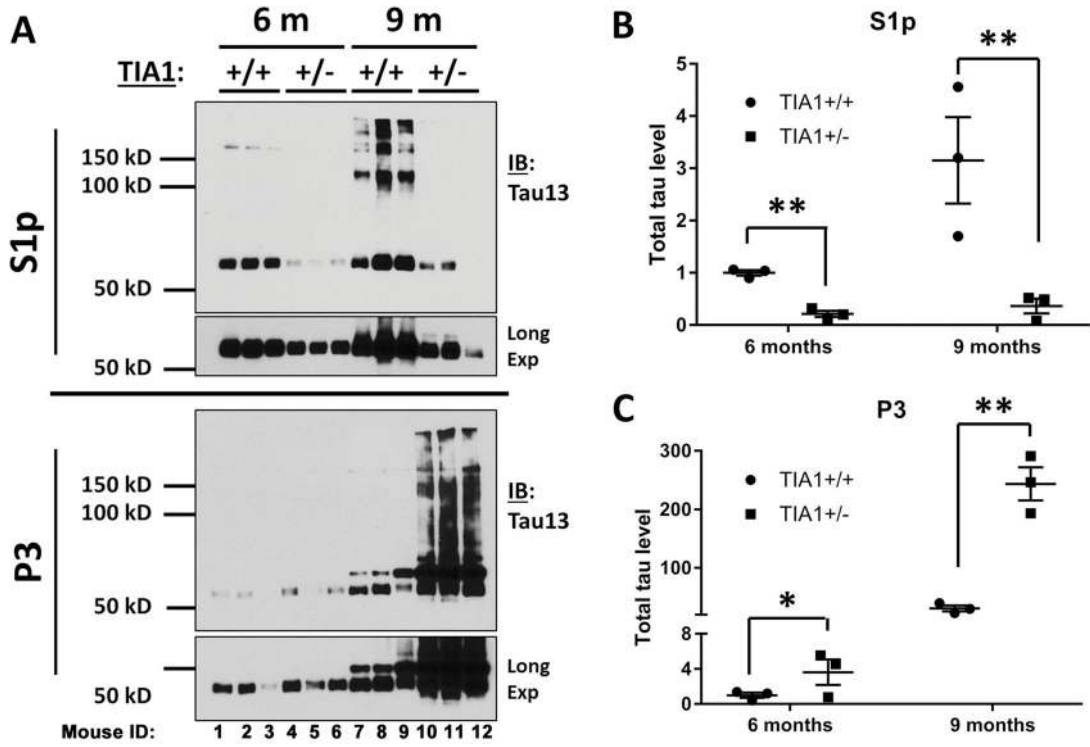 A
6 m 9 m
TIA1: +/+ +/- +/+ +/-
S1p
150 kD
100 kD
50 kD
IB:
Tau13
50 kD
Long
Exp
P3
150 kD
100 kD
50 kD
IB:
Tau13
50 kD
Long
Exp
Mouse ID: 1 2 3 4 5 6 7 8 9 10 11 12
B
S1p
Total tau level
5
4
3
2
1
0
TIA1+/+
TIA1+/-
**
**
6 months 9 months
C
P3
Total tau level
300
200
100
8
4
0
TIA1+/+
TIA1+/-
*
**
6 months 9 months